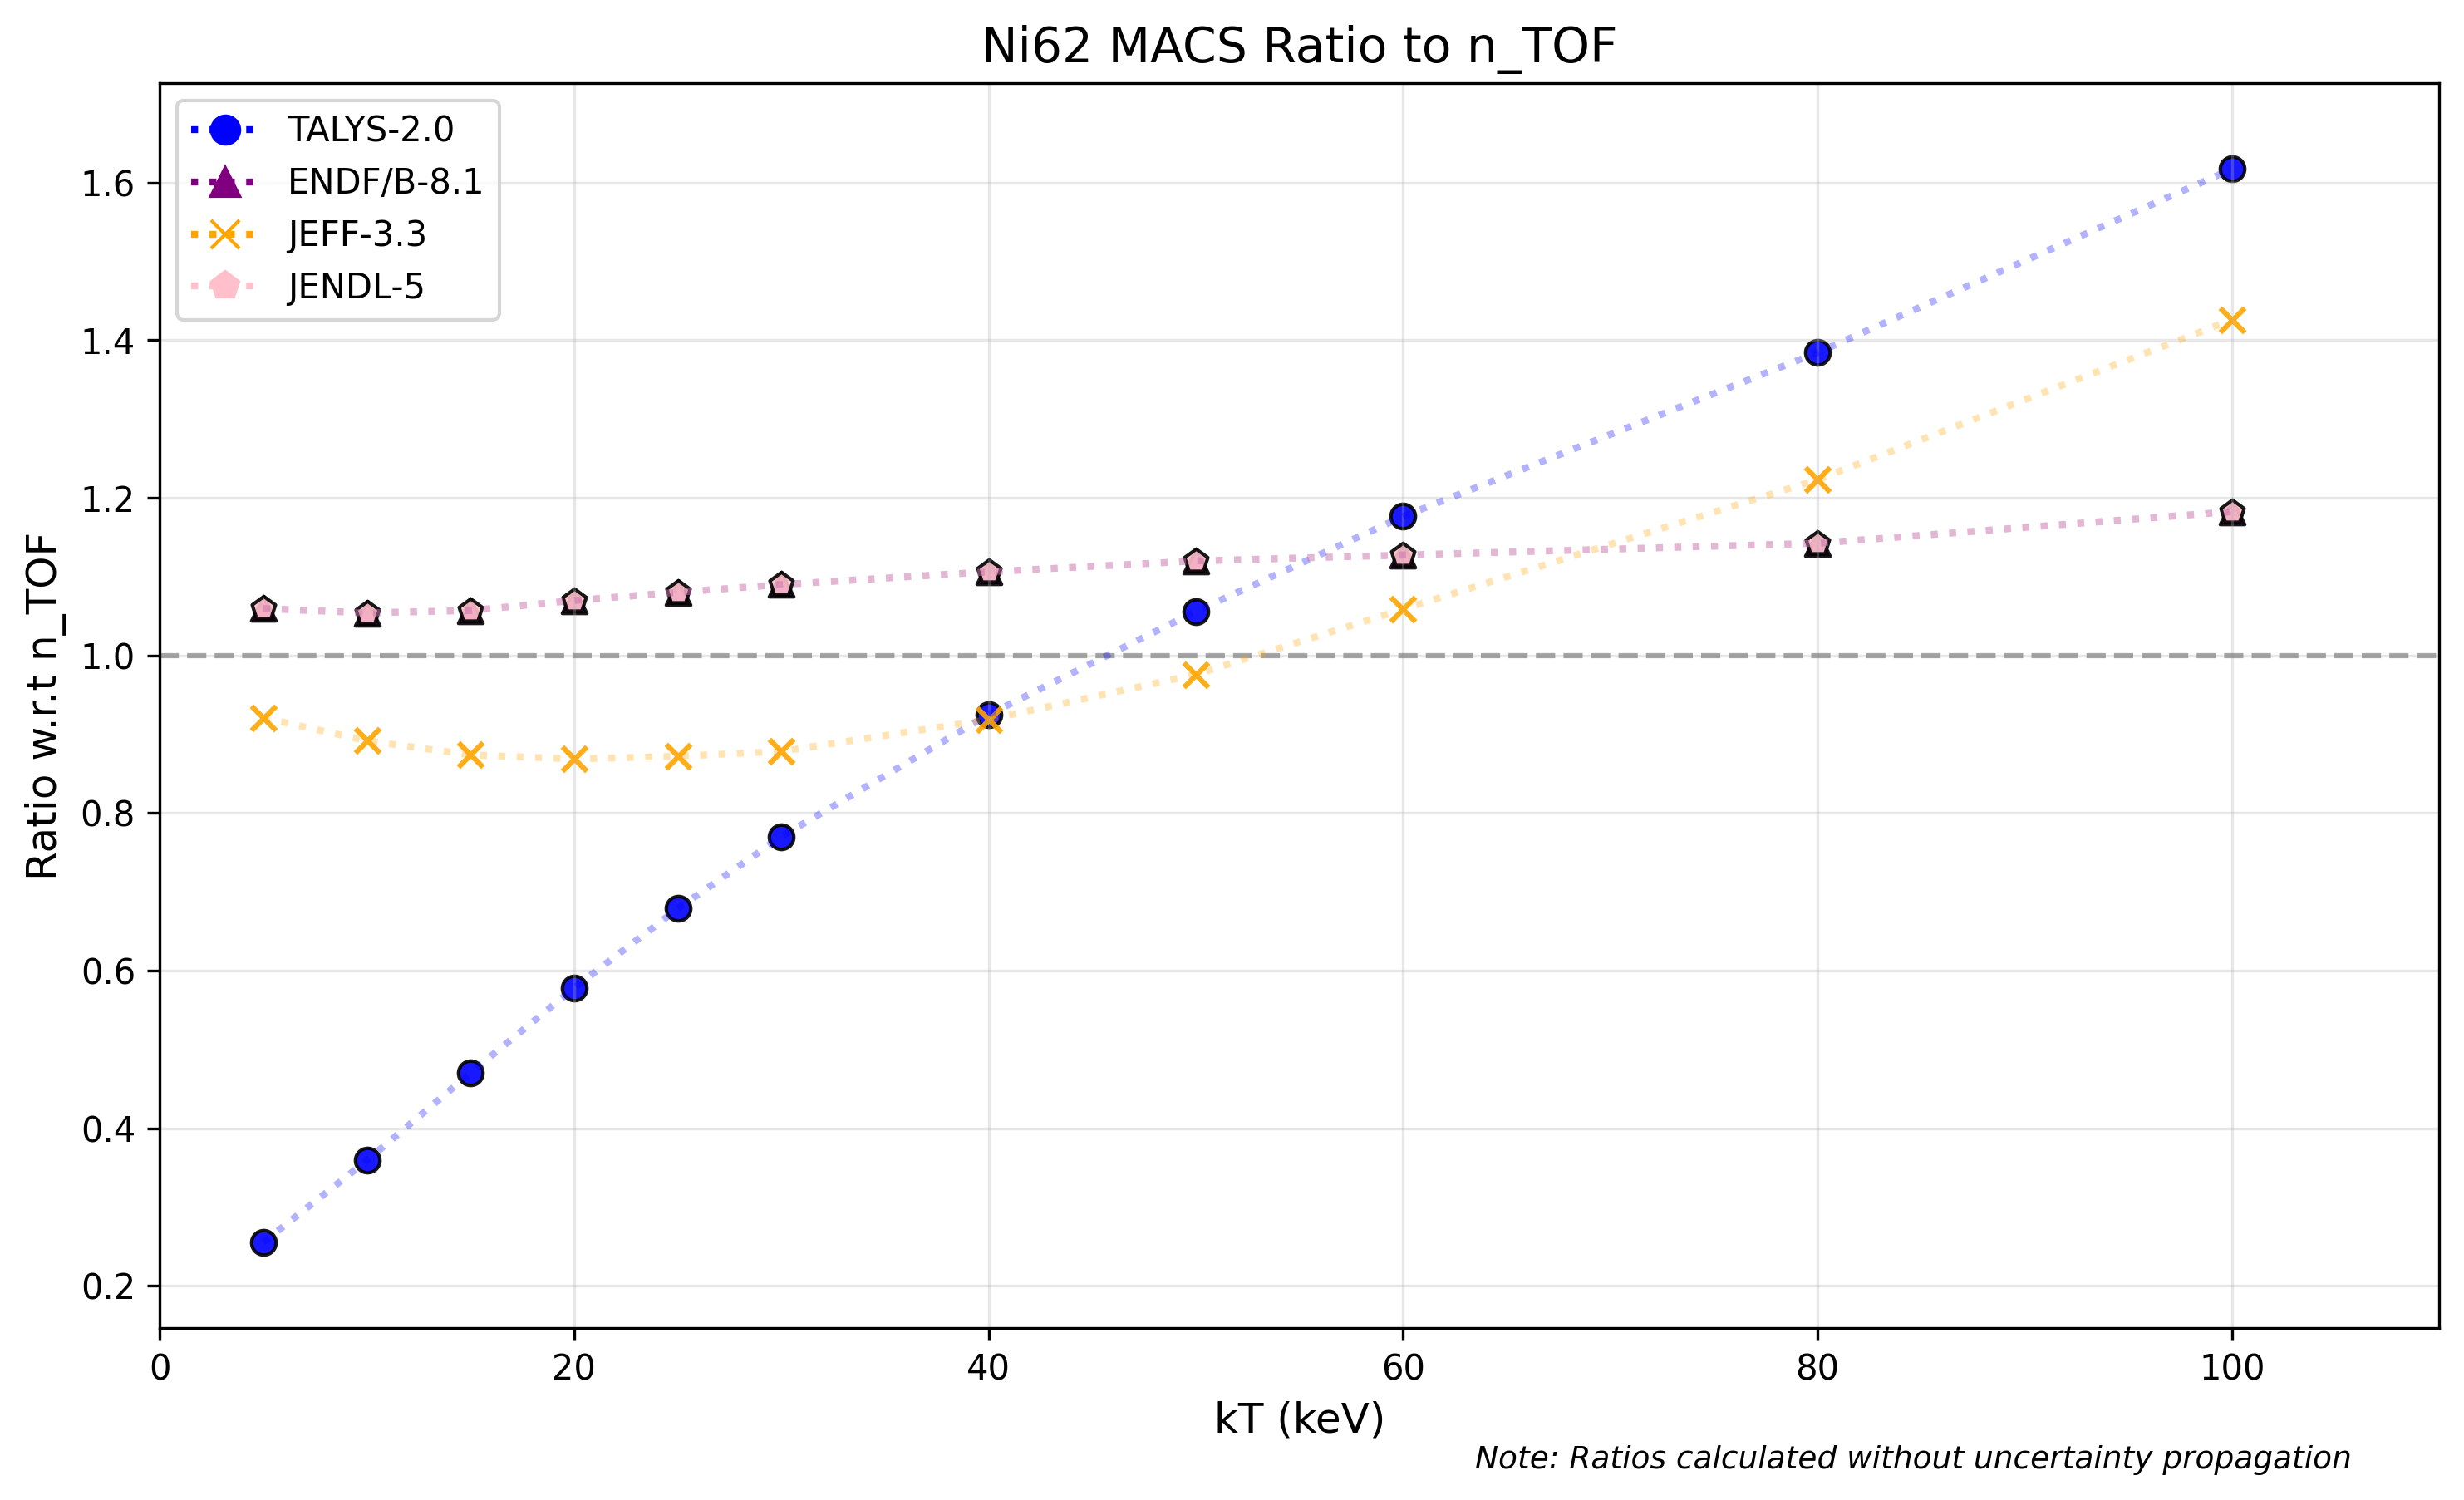 Ni62 MACS Ratio to n_TOF
TALYS-2.0
ENDF/B-8.1
JEFF-3.3
JENDL-5
Ratio w.r.t n_TOF
1.6
1.4
1.2
1.0
0.8
0.6
0.4
0.2
0 20 40 60 80 100
kT (keV)
Note: Ratios calculated without uncertainty propagation